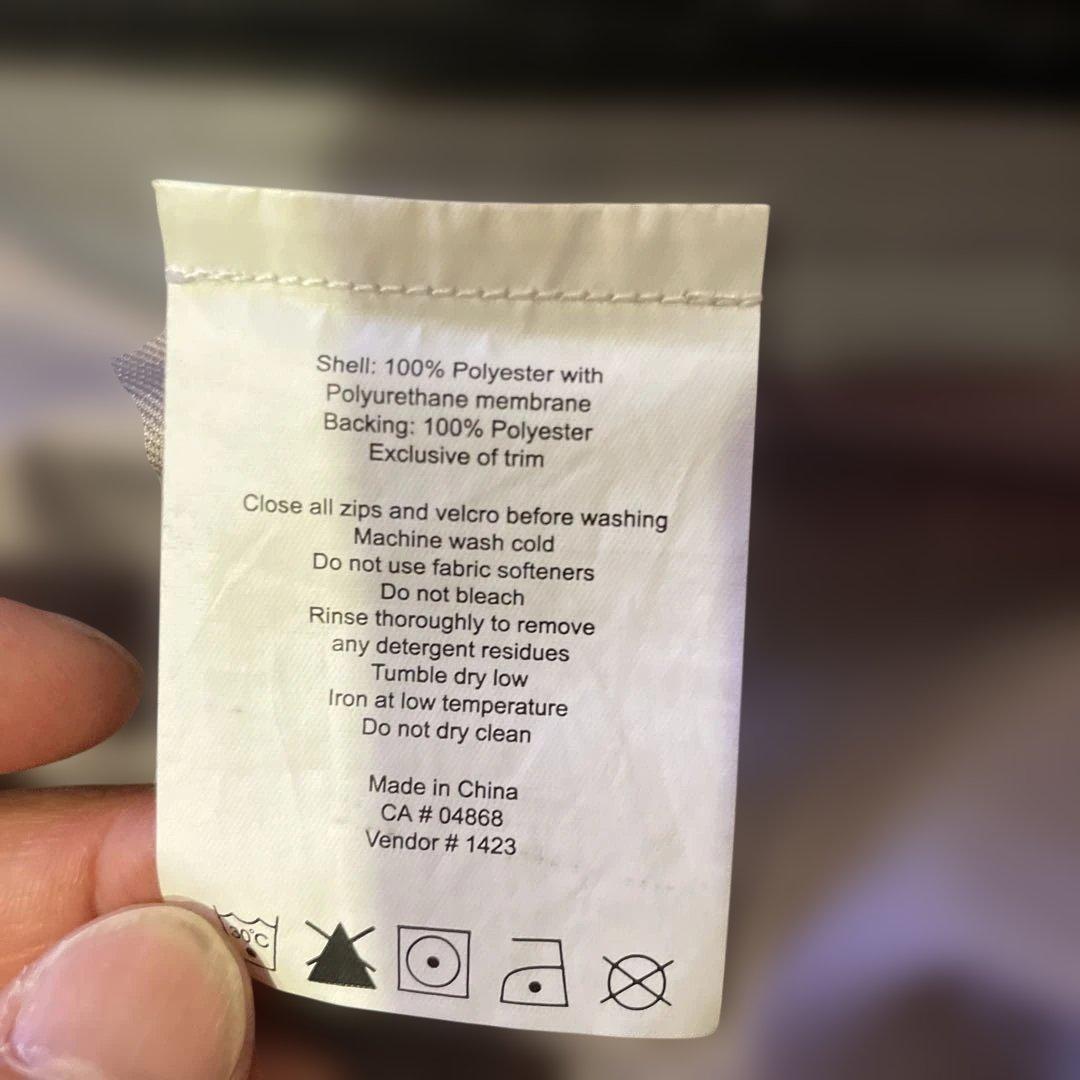 Shell: 100% Polyester with
Polyurethane membrane
Backing: 100% Polyester
Exclusive of trim
Close all zips and velcro before washing
Machine wash cold
Do not use fabric softeners
Do not bleach
Rinse thoroughly to remove
any detergent residues
Tumble dry low
Iron at low temperature
Do not dry clean
Made in China
CA # 04868
Vendor # 1423
30°C